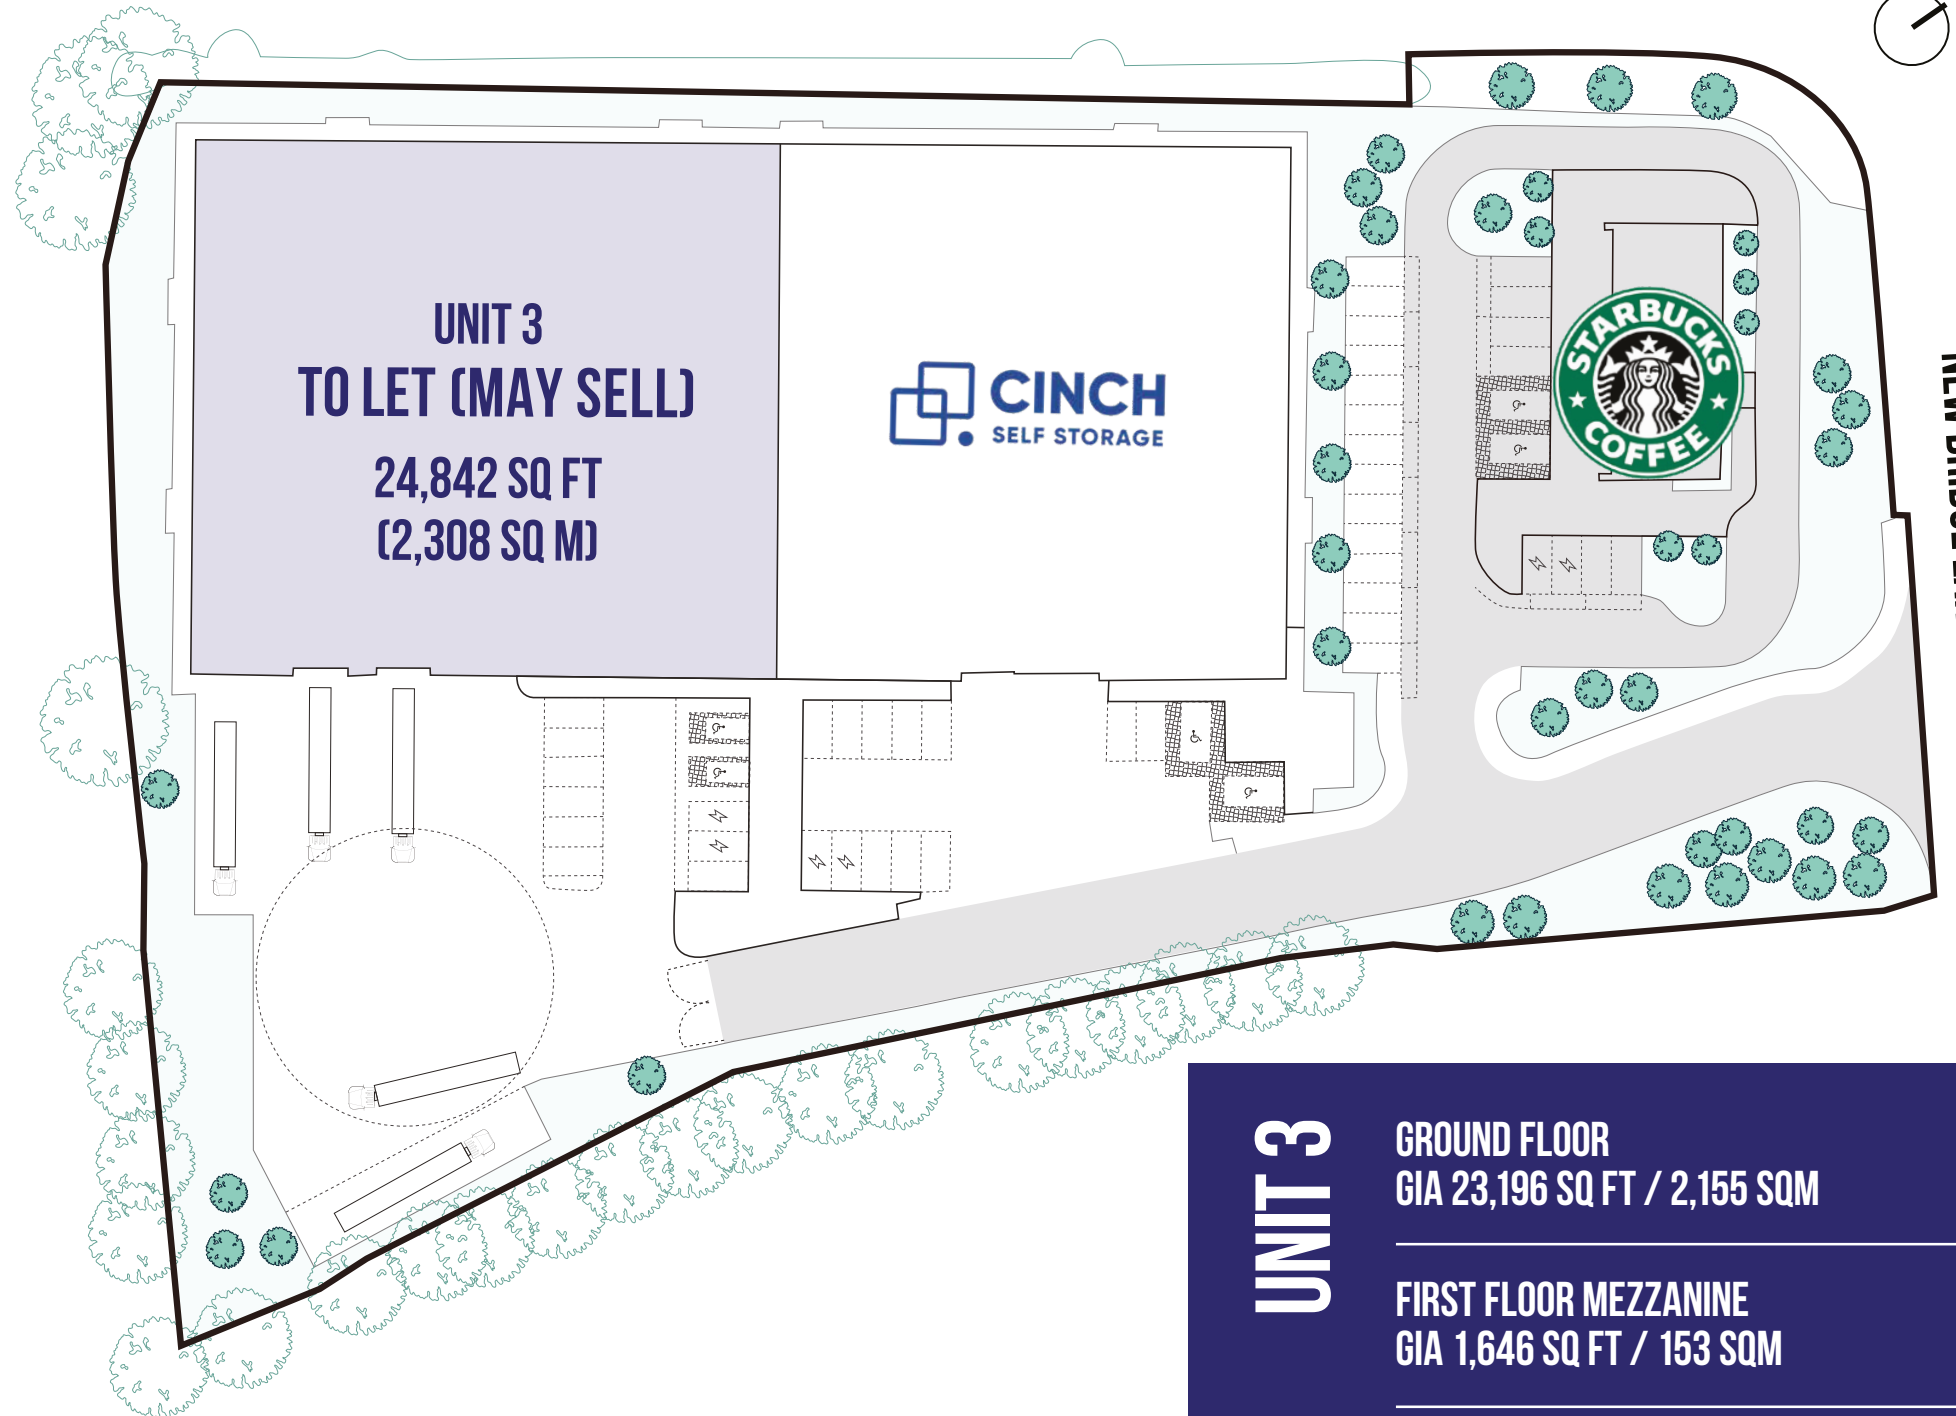 UNIT 3
TO LET (MAY SELL)
24,842 SQ FT
(2,308 SQ M)
CINCH
SELF STORAGE
STARBUCKS
COFFEE
UNIT 3
GROUND FLOOR
GIA 23,196 SQ FT / 2,155 SQM
FIRST FLOOR MEZZANINE
GIA 1,646 SQ FT / 153 SQM